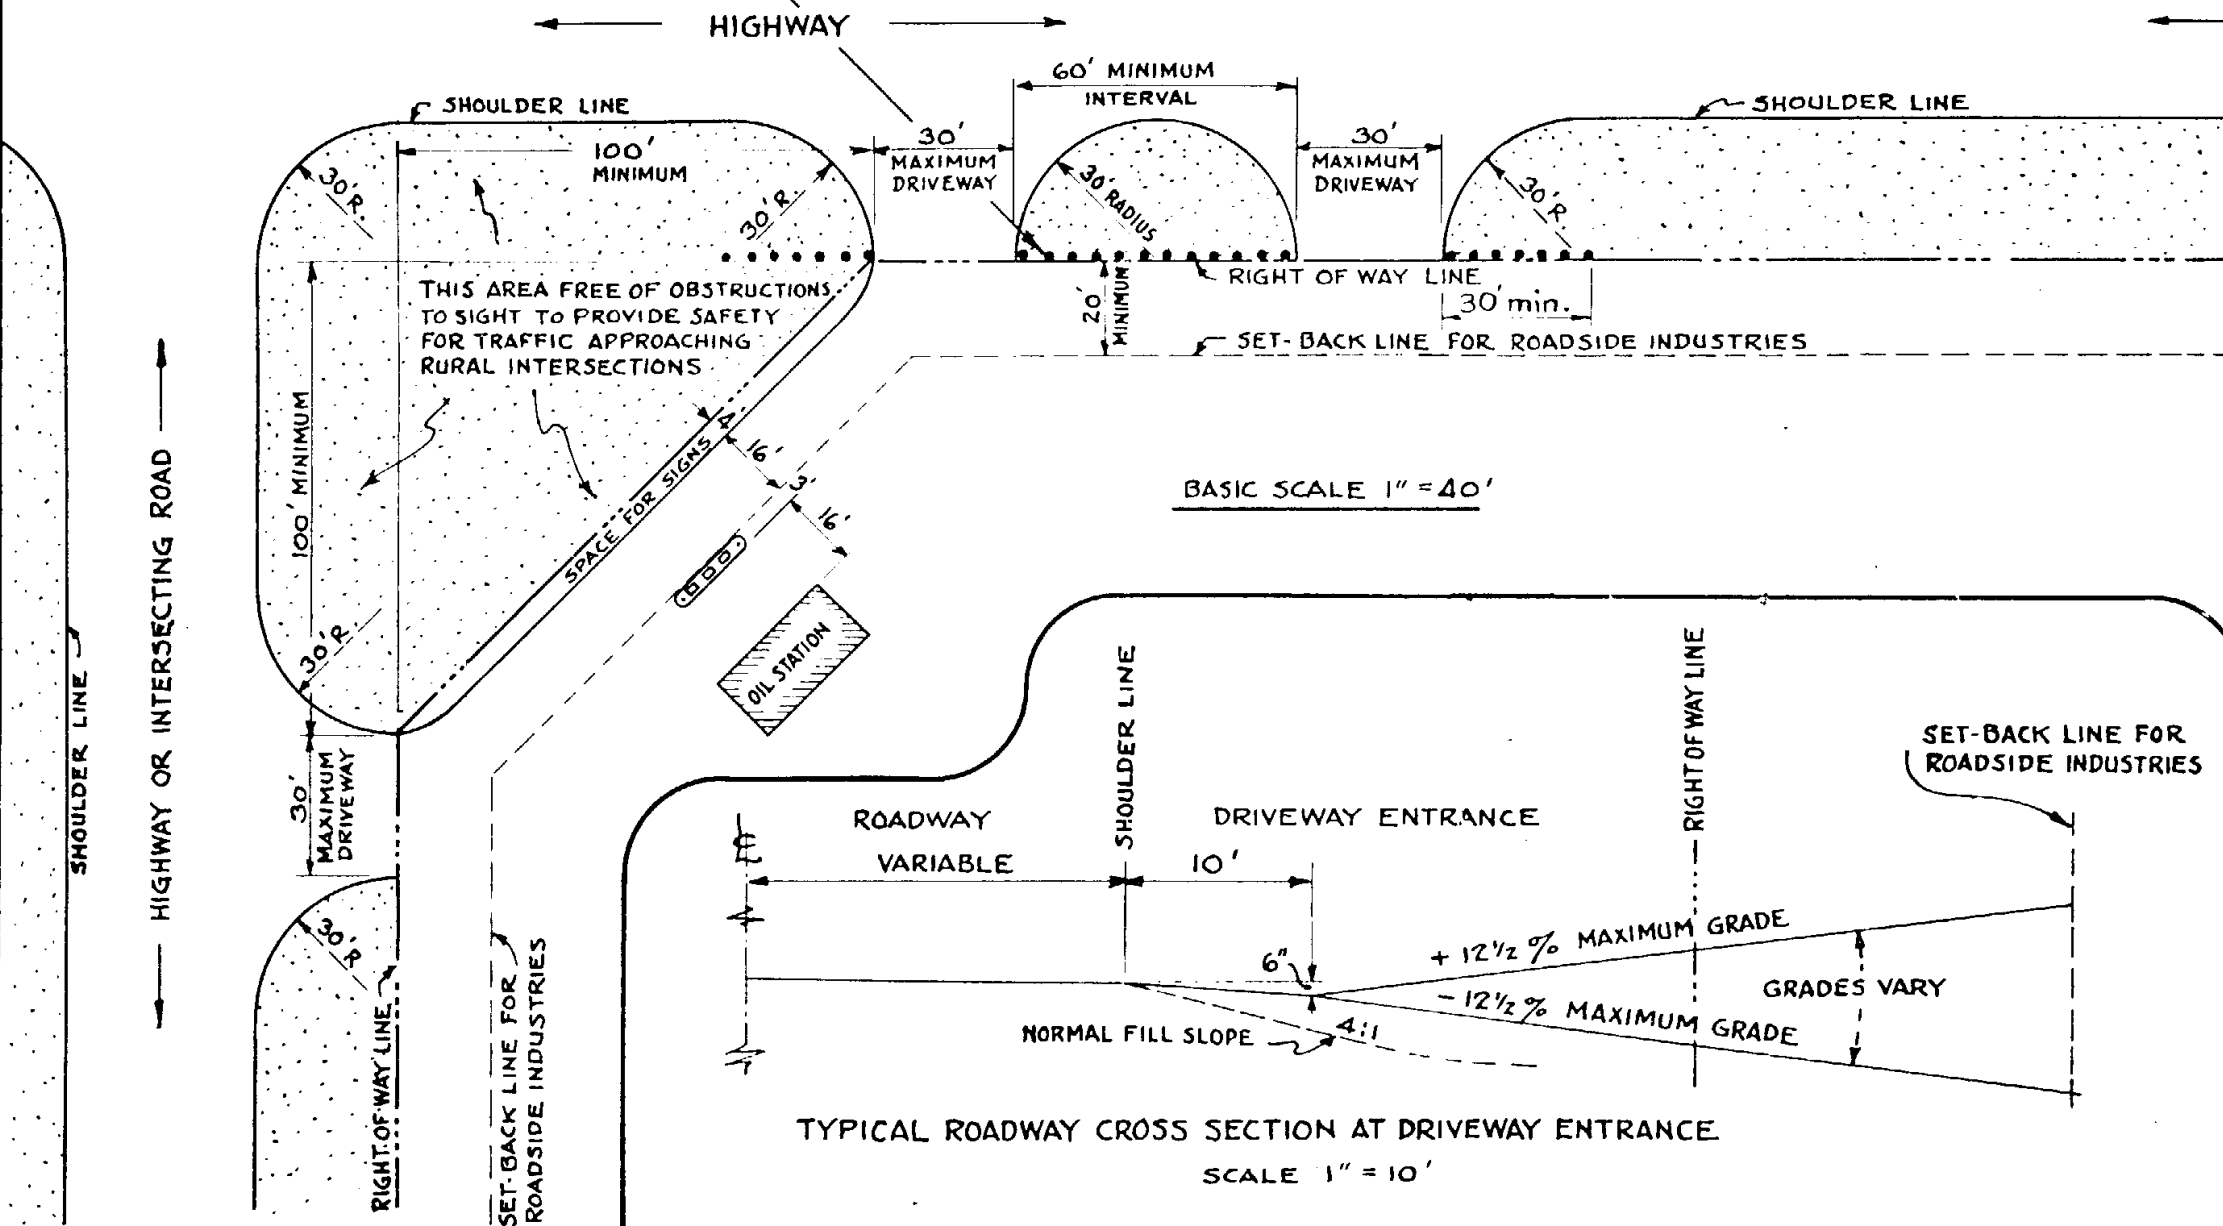 HIGHWAY
60' MINIMUM
INTERVAL
SHOULDER LINE
SHOULDER LINE
100'
MINIMUM
30'
MAXIMUM
DRIVEWAY
30'
MAXIMUM
DRIVEWAY
30'R.
30'R.
30' RADIUS
30'R.
RIGHT OF WAY LINE
20'
MINIMUM
30' min.
THIS AREA FREE OF OBSTRUCTIONS
TO SIGHT TO PROVIDE SAFETY
FOR TRAFFIC APPROACHING
RURAL INTERSECTIONS
SET-BACK LINE FOR ROADSIDE INDUSTRIES
100' MINIMUM
4'
16'
3'
16'
SPACE FOR SIGNS
BASIC SCALE 1" = 40'
HIGHWAY OR INTERSECTING ROAD
SHOULDER LINE
30'R.
OIL STATION
30'
MAXIMUM
DRIVEWAY
30'R
RIGHT OF WAY LINE
SET-BACK LINE FOR
ROADSIDE INDUSTRIES
SHOULDER LINE
RIGHT OF WAY LINE
SET-BACK LINE FOR
ROADSIDE INDUSTRIES
ROADWAY
VARIABLE
DRIVEWAY ENTRANCE
10'
6"
+ 12 1/2 % MAXIMUM GRADE
- 12 1/2 % MAXIMUM GRADE
GRADES VARY
NORMAL FILL SLOPE
4:1
TYPICAL ROADWAY CROSS SECTION AT DRIVEWAY ENTRANCE
SCALE 1" = 10'